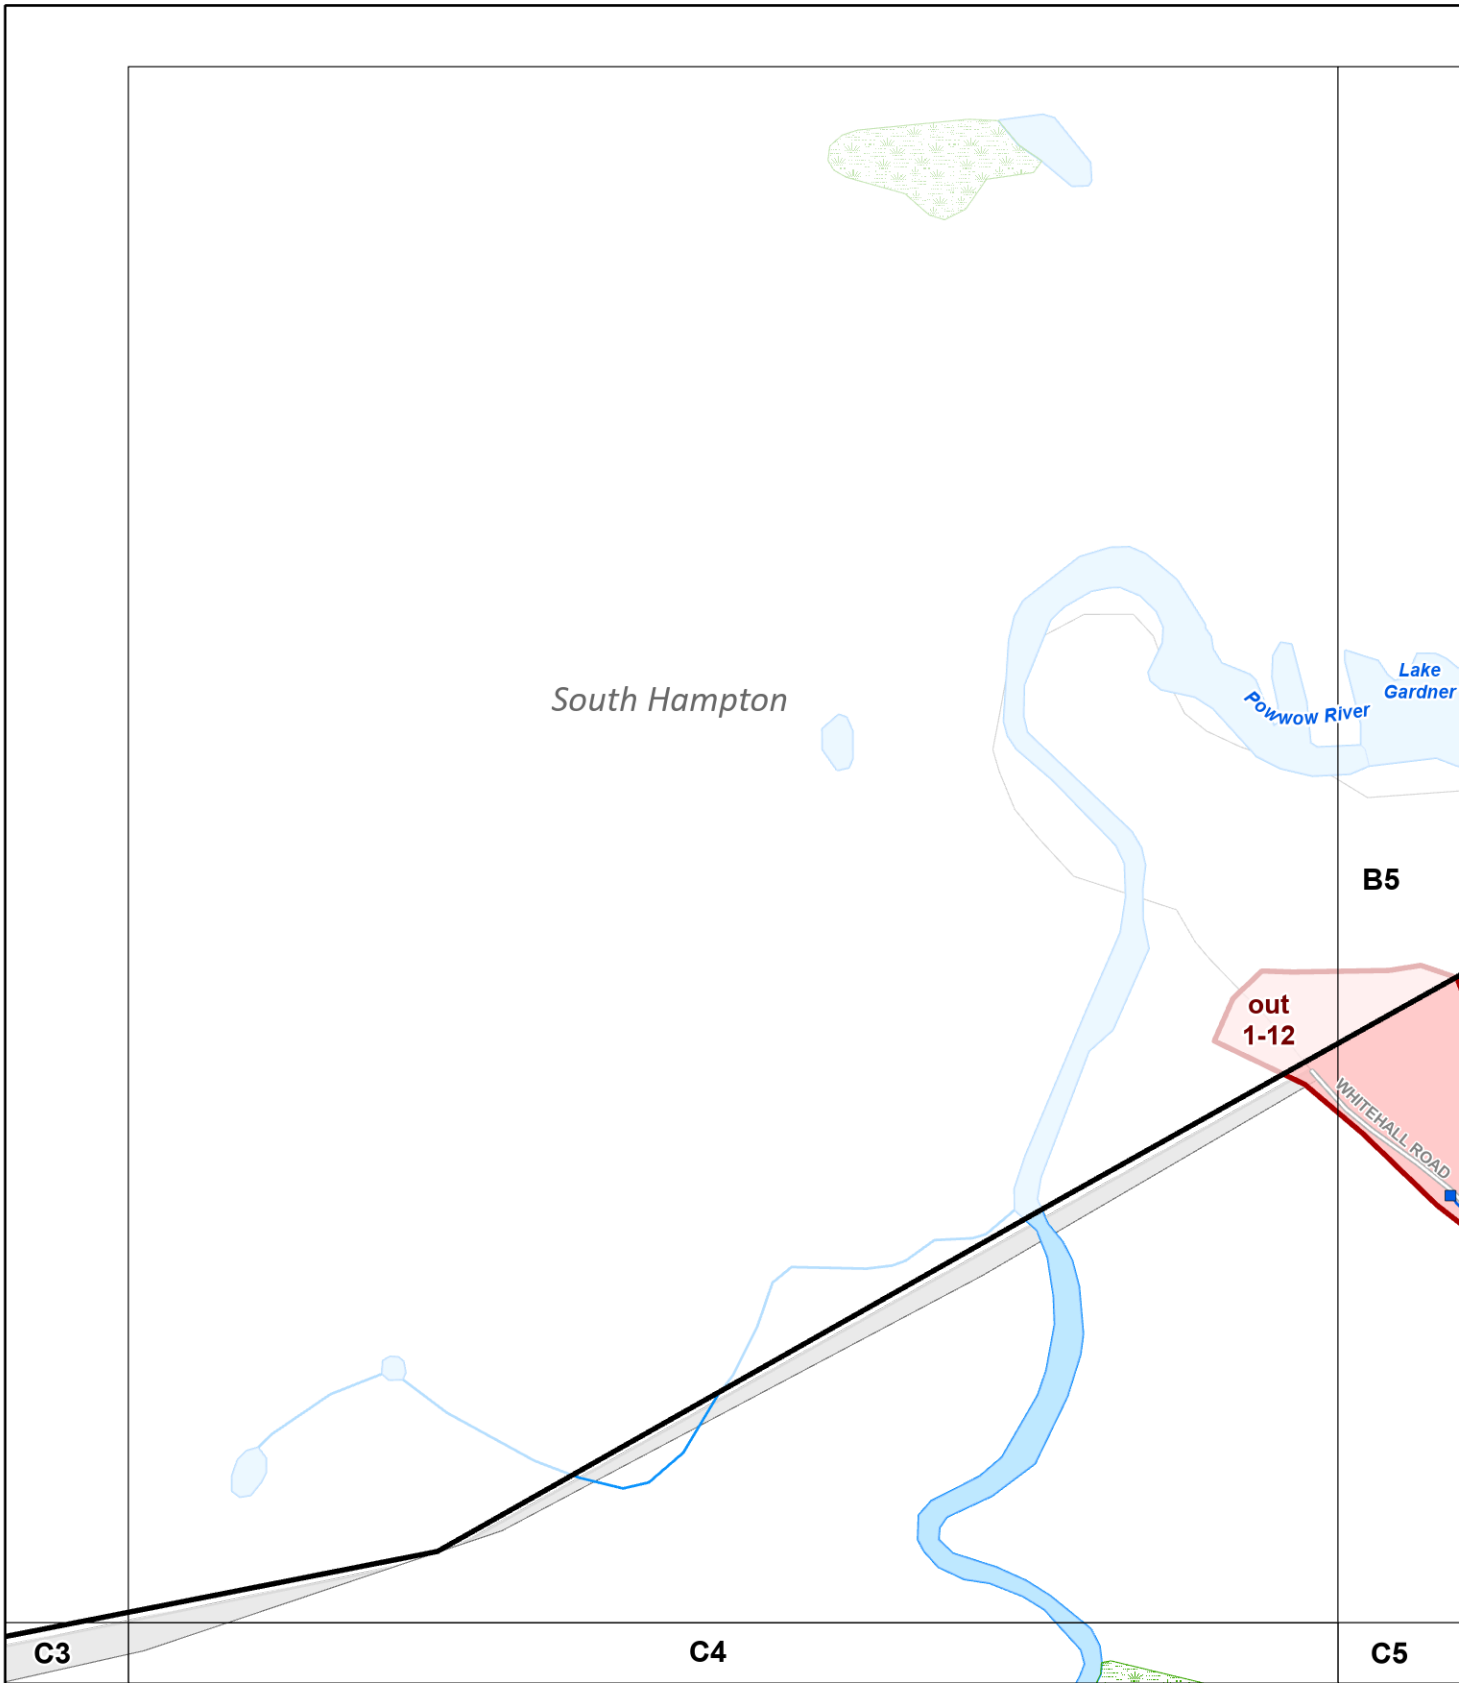 Lake
Gardner
South Hampton
Powwow River
B5
out
1-12
WHITEHALL ROAD
C3
C4
C5